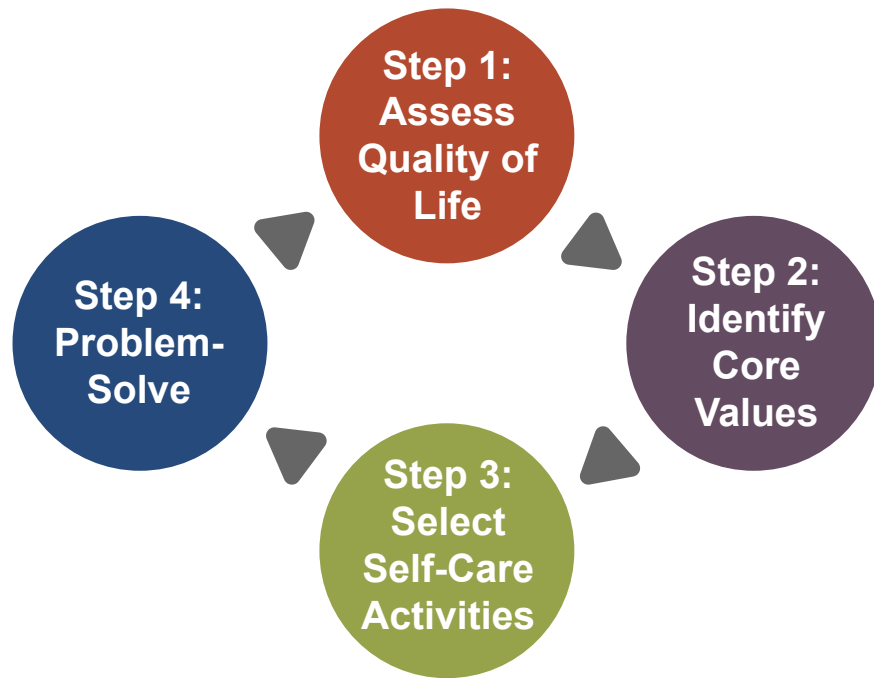 Step 1:
Assess
Quality of
Life
Step 2:
Identify
Core
Values
Step 3:
Select
Self-Care
Activities
Step 4:
Problem-
Solve